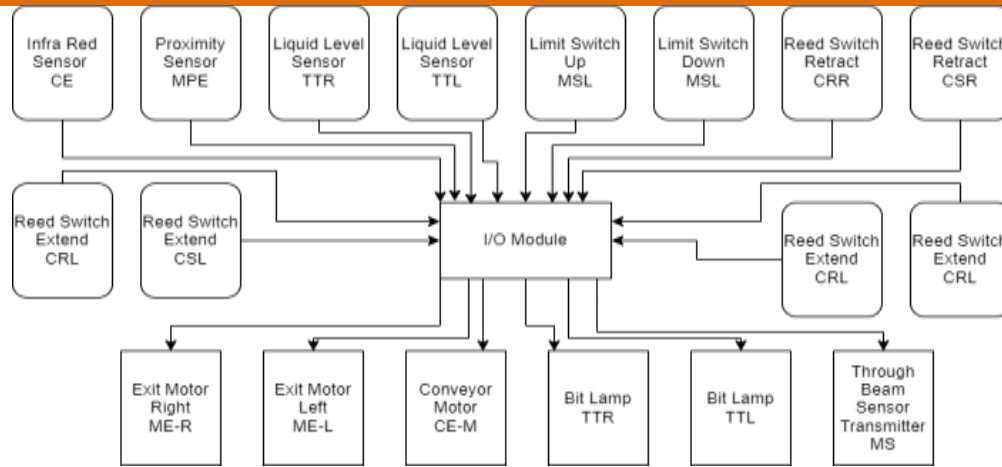 Infra Red
Sensor
CE
Proximity
Sensor
MPE
Liquid Level
Sensor
TTR
Liquid Level
Sensor
TTL
Limit Switch
Up
MSL
Limit Switch
Down
MSL
Reed Switch
Retract
CRR
Reed Switch
Retract
CSR
Reed Switch
Extend
CRL
Reed Switch
Extend
CSL
I/O Module
Reed Switch
Extend
CRL
Reed Switch
Extend
CRL
Exit Motor
Right
ME-R
Exit Motor
Left
ME-L
Conveyor
Motor
CE-M
Bit Lamp
TTR
Bit Lamp
TTL
Through
Beam
Sensor
Transmitter
MS